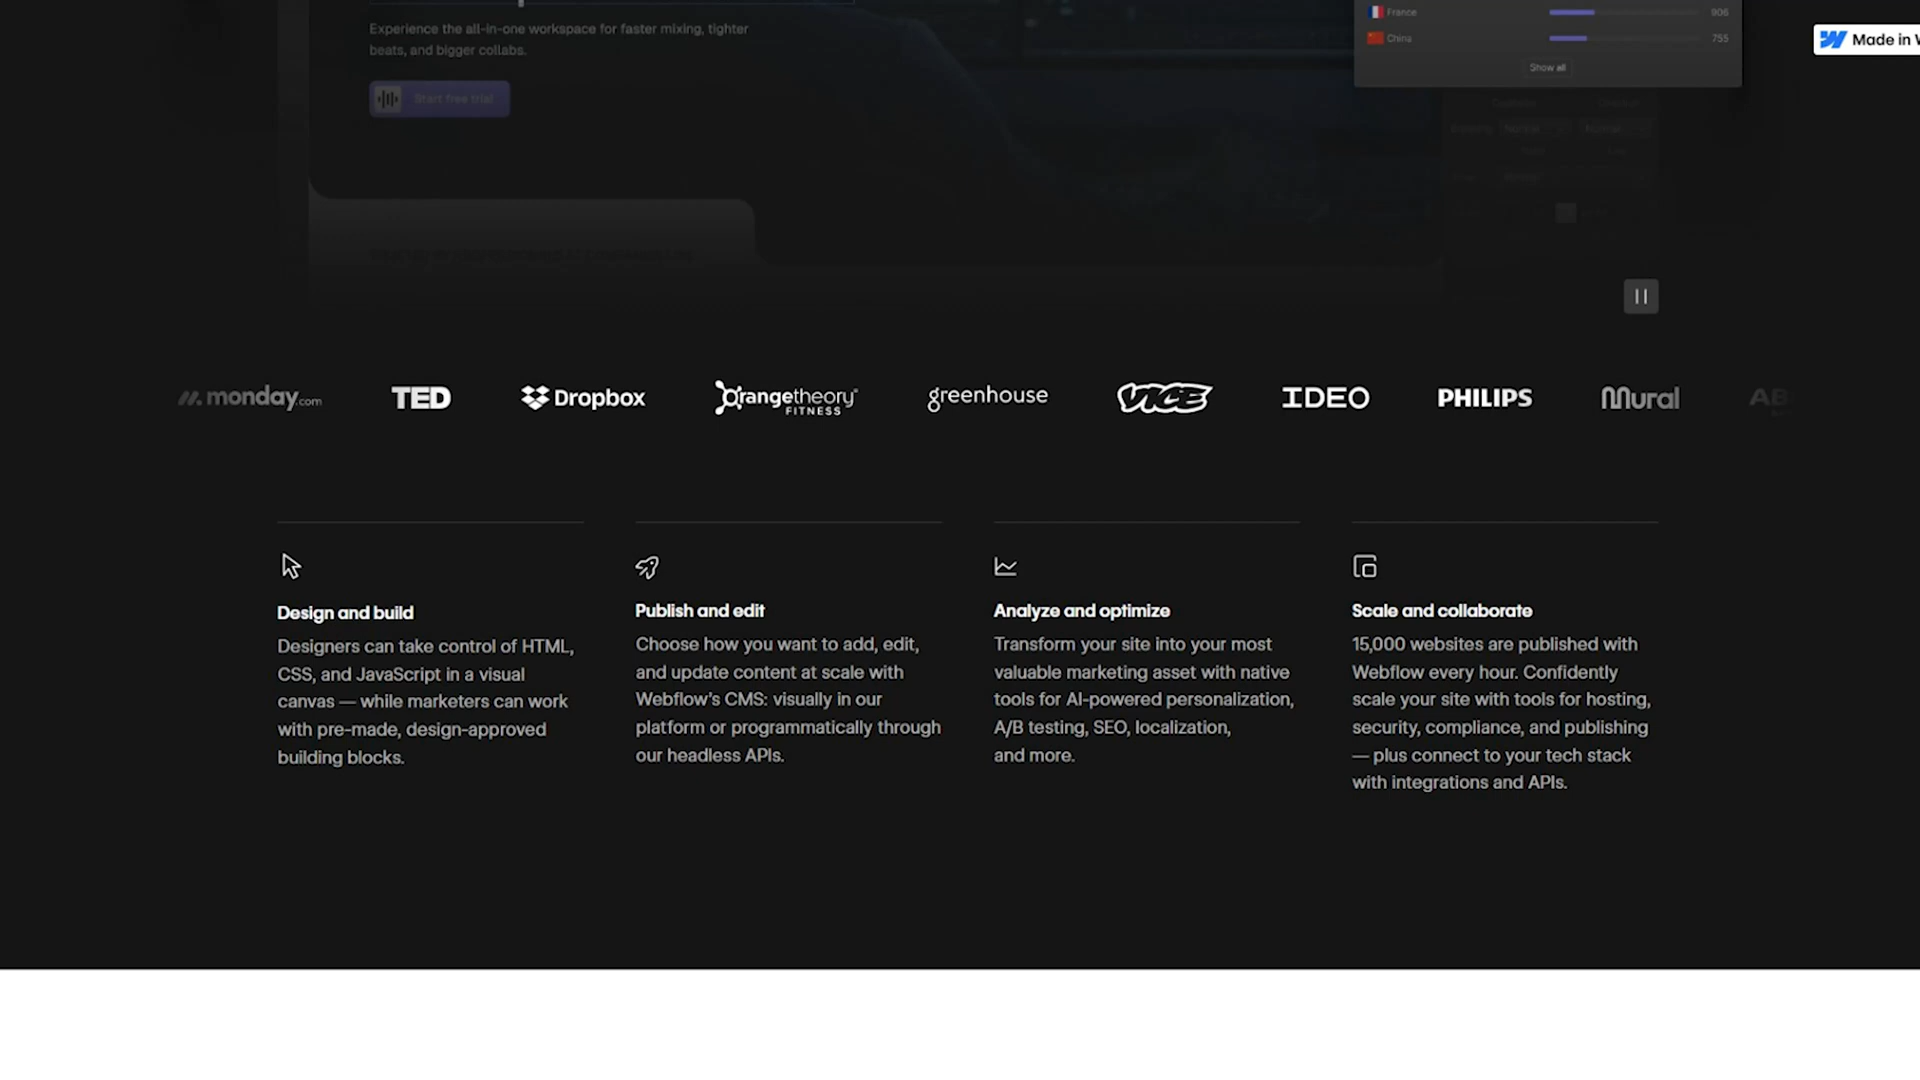 France 906
China 755
Show all
Made in
Experience the all-in-one workspace for faster mixing, tighter
beats, and bigger collabs.
Start free trial
monday.com TED Dropbox Orangetheory FITNESS greenhouse VICE IDEO PHILIPS Mural AB
Design and build
Designers can take control of HTML,
CSS, and JavaScript in a visual
canvas — while marketers can work
with pre-made, design-approved
building blocks.
Publish and edit
Choose how you want to add, edit,
and update content at scale with
Webflow’s CMS: visually in our
platform or programmatically through
our headless APIs.
Analyze and optimize
Transform your site into your most
valuable marketing asset with native
tools for AI-powered personalization,
A/B testing, SEO, localization,
and more.
Scale and collaborate
15,000 websites are published with
Webflow every hour. Confidently
scale your site with tools for hosting,
security, compliance, and publishing
— plus connect to your tech stack
with integrations and APIs.